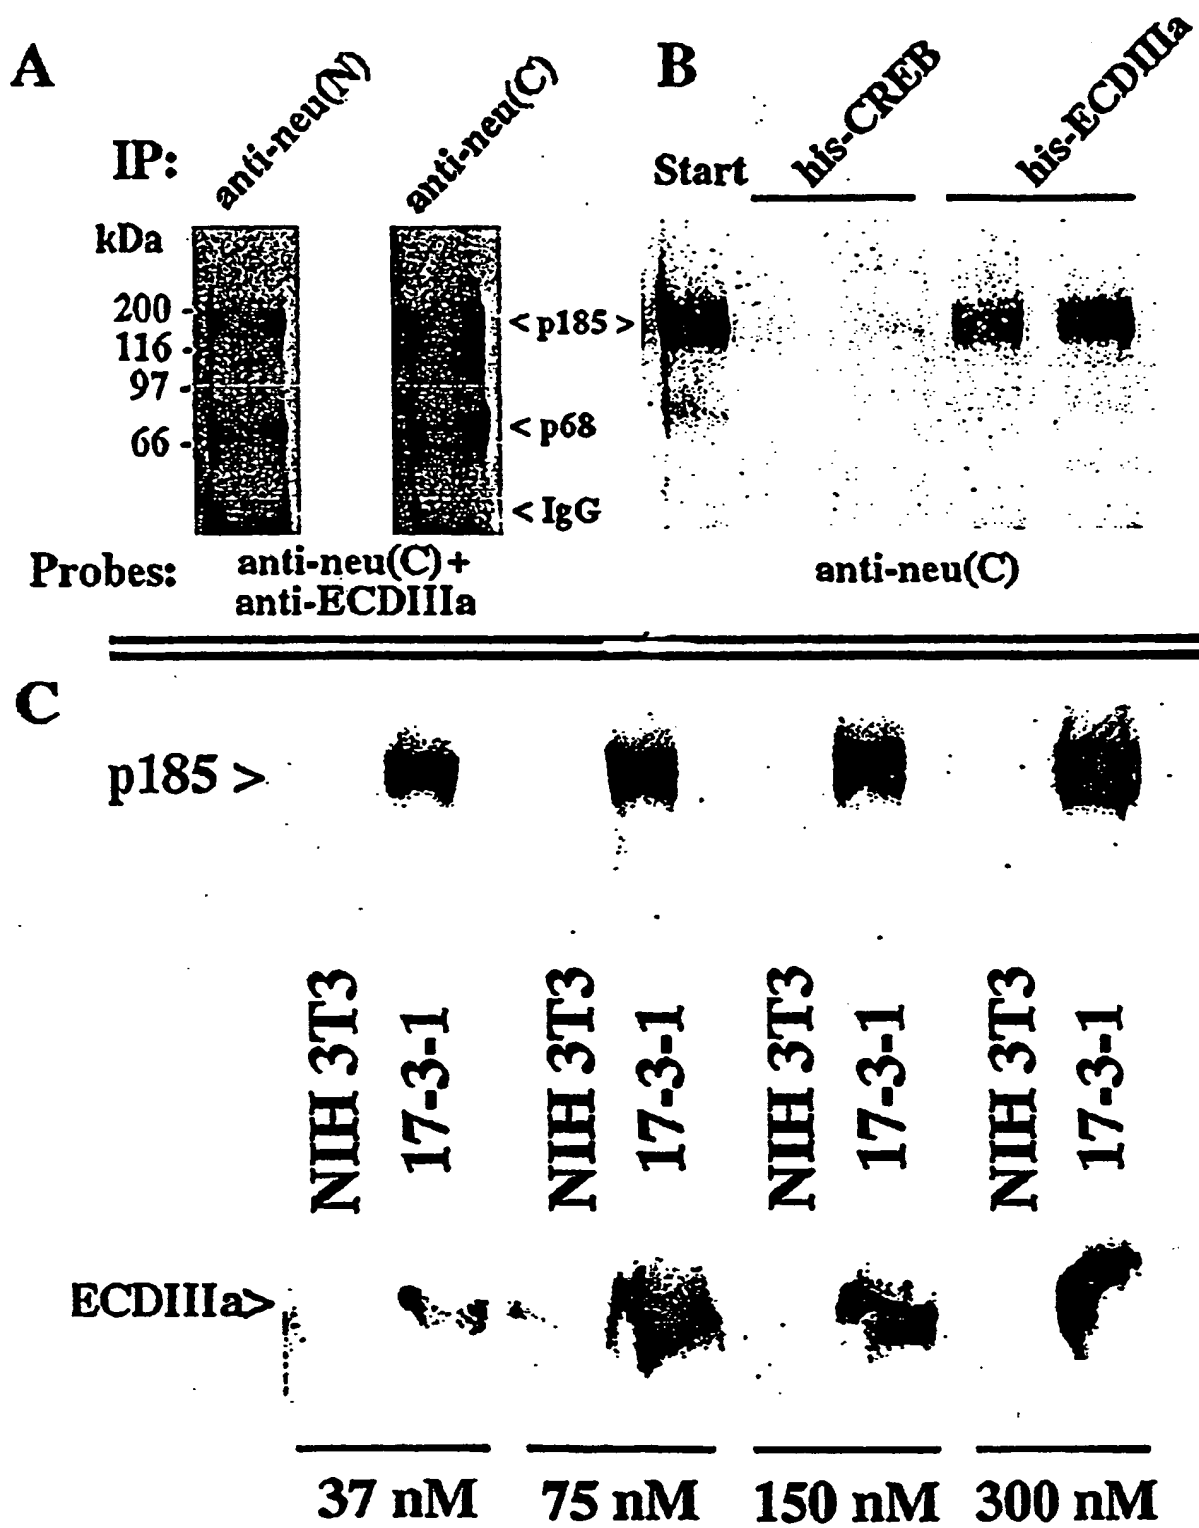 A
IP:
anti-neu(N)
anti-neu(C)
kDa
200 -
116 -
97 -
66 -
< p185 >
< p68
< IgG
Probes:
anti-neu(C)+
anti-ECDIIIa
B
Start
his-CREB
his-ECDIIIa
anti-neu(C)
C
p185 >
NIH 3T3
17-3-1
NIH 3T3
17-3-1
NIH 3T3
17-3-1
NIH 3T3
17-3-1
ECDIIIa>
37 nM
75 nM
150 nM
300 nM